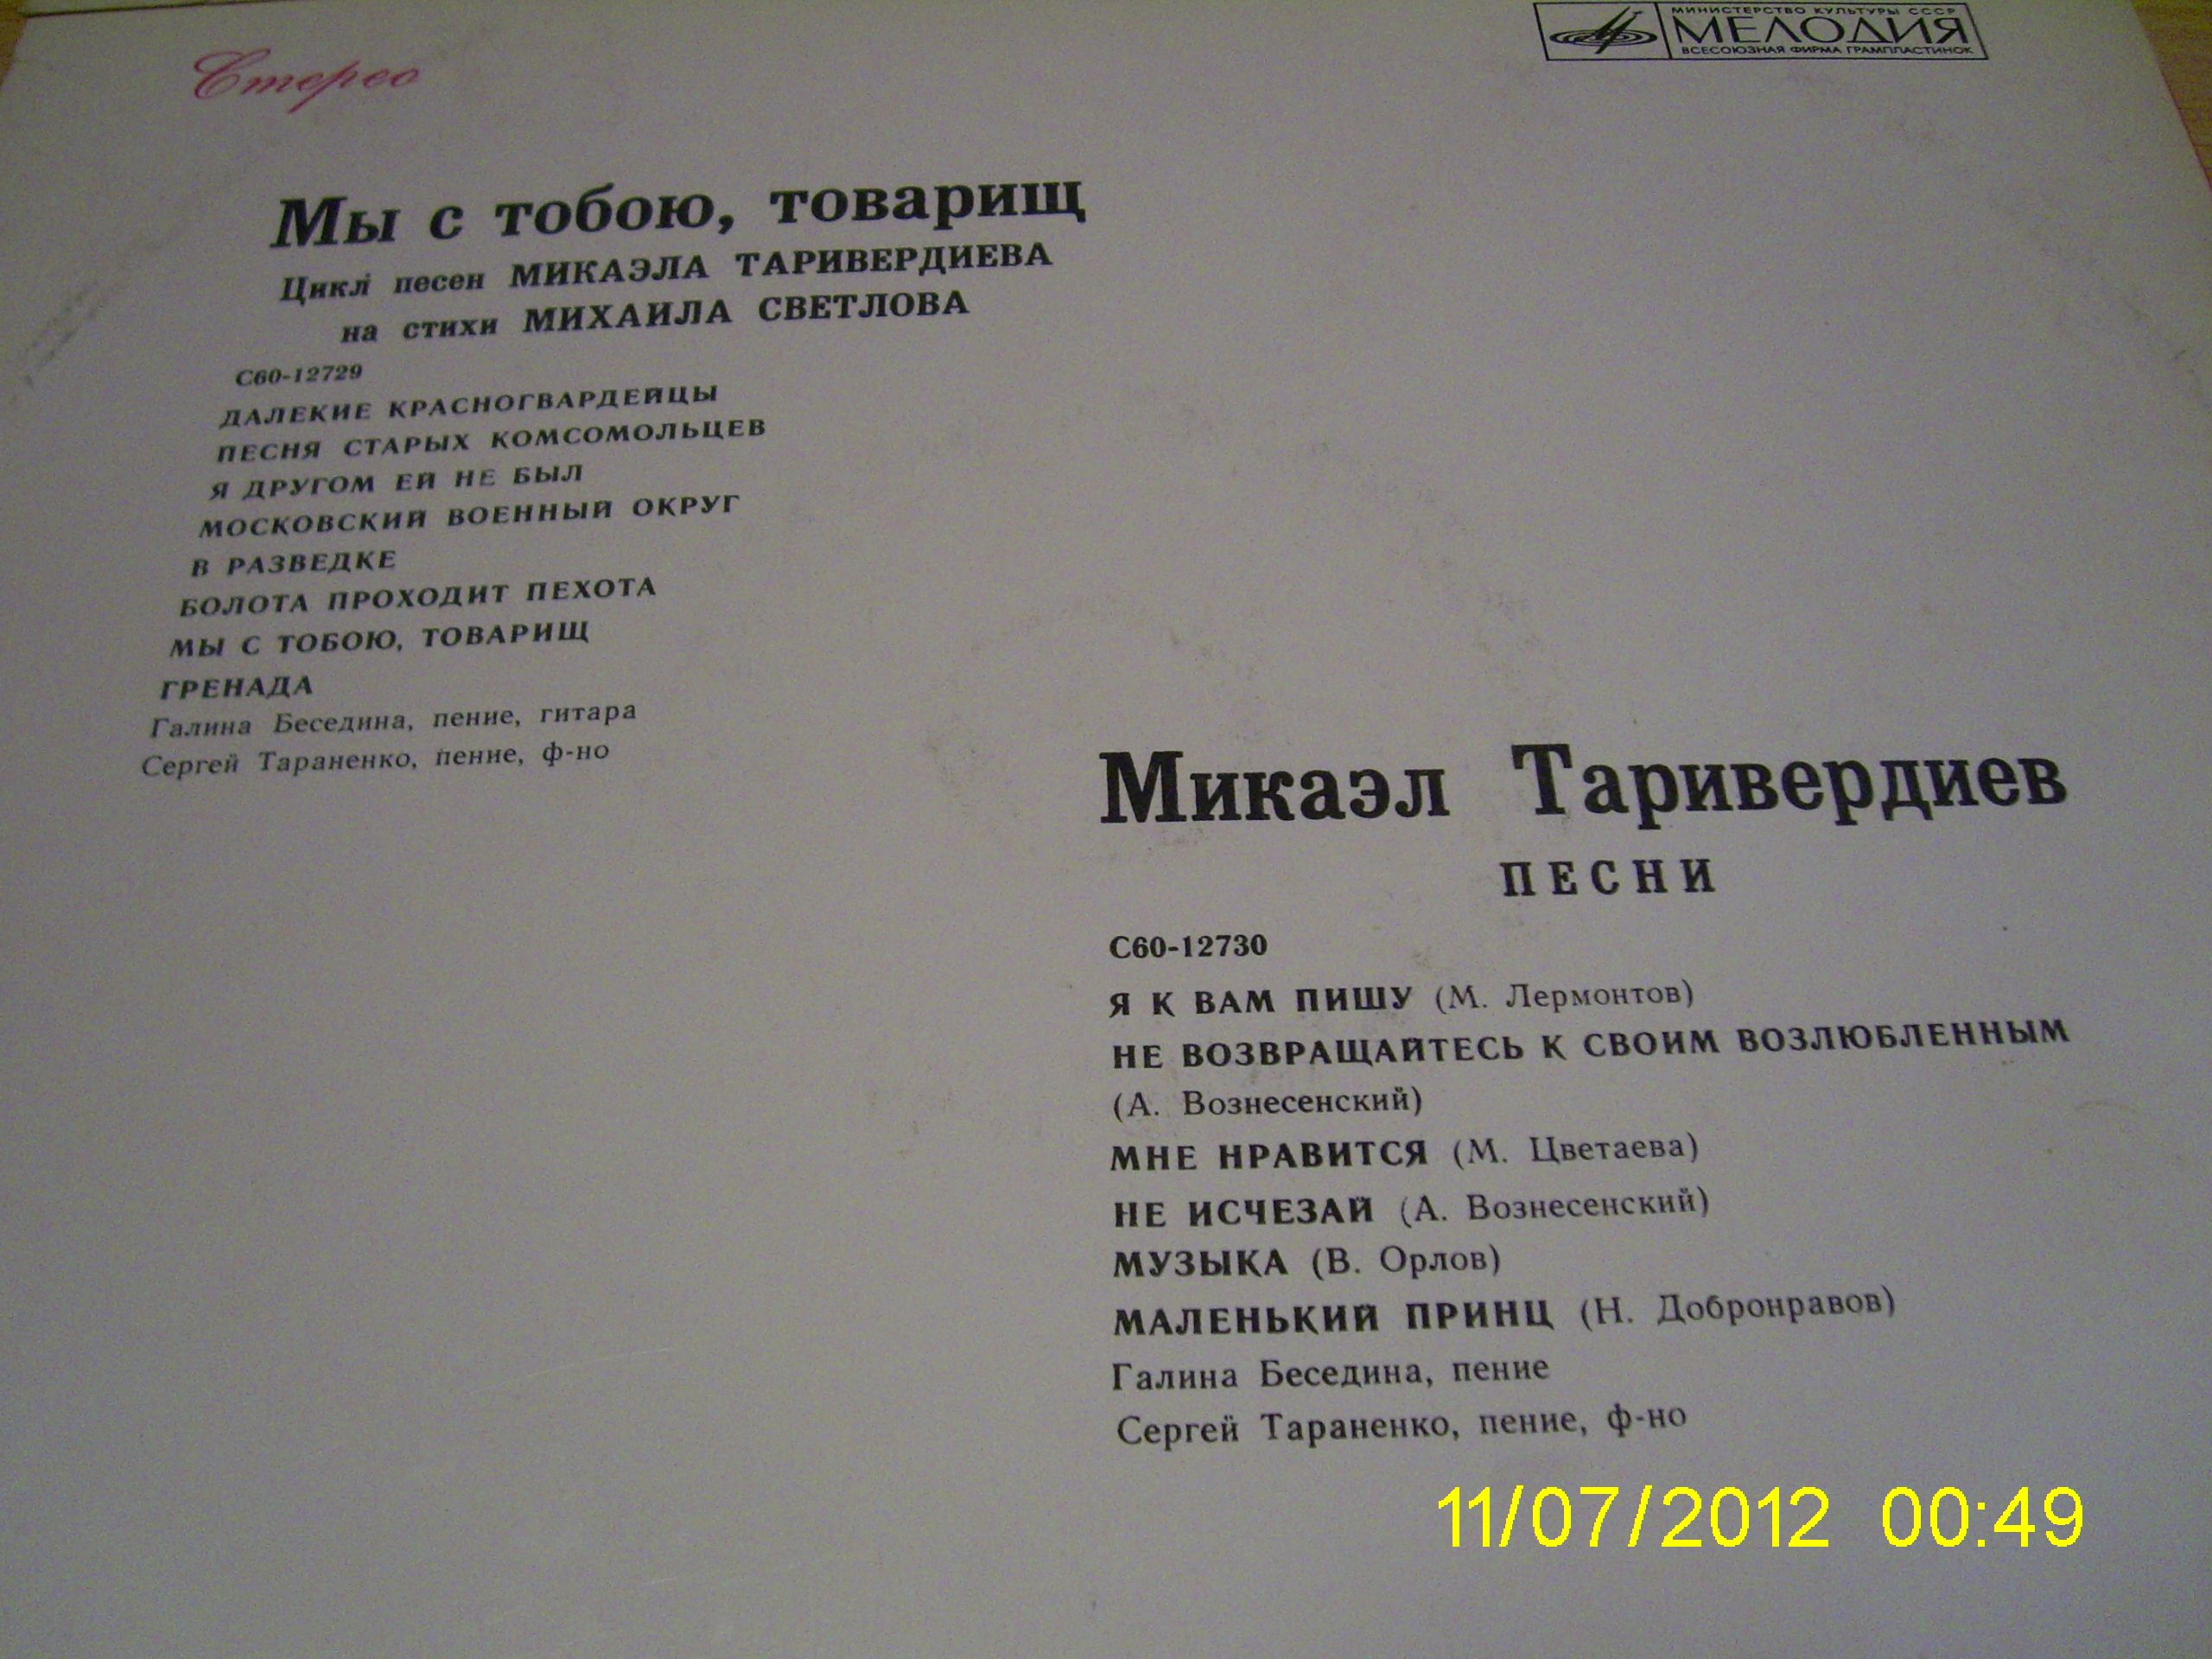 Стерео
МИНИСТЕРСТВО КУЛЬТУРЫ СССР
МЕЛОДИЯ
ВСЕСОЮЗНАЯ ФИРМА ГРАМПЛАСТИНОК
Мы с тобою, товарищ
Цикл песен МИКАЭЛА ТАРИВЕРДИЕВА
на стихи МИХАИЛА СВЕТЛОВА
С60-12729
ДАЛЕКИЕ КРАСНОГВАРДЕЙЦЫ
ПЕСНЯ СТАРЫХ КОМСОМОЛЬЦЕВ
Я ДРУГОМ ЕЙ НЕ БЫЛ
МОСКОВСКИЙ ВОЕННЫЙ ОКРУГ
В РАЗВЕДКЕ
БОЛОТА ПРОХОДИТ ПЕХОТА
МЫ С ТОБОЮ, ТОВАРИЩ
ГРЕНАДА
Галина Беседина, пение, гитара
Сергей Тараненко, пение, ф-но
Микаэл Таривердиев
ПЕСНИ
С60-12730
Я К ВАМ ПИШУ (М. Лермонтов)
НЕ ВОЗВРАЩАЙТЕСЬ К СВОИМ ВОЗЛЮБЛЕННЫМ
(А. Вознесенский)
МНЕ НРАВИТСЯ (М. Цветаева)
НЕ ИСЧЕЗАЙ (А. Вознесенский)
МУЗЫКА (В. Орлов)
МАЛЕНЬКИЙ ПРИНЦ (Н. Добронравов)
Галина Беседина, пение
Сергей Тараненко, пение, ф-но
11/07/2012 00:49